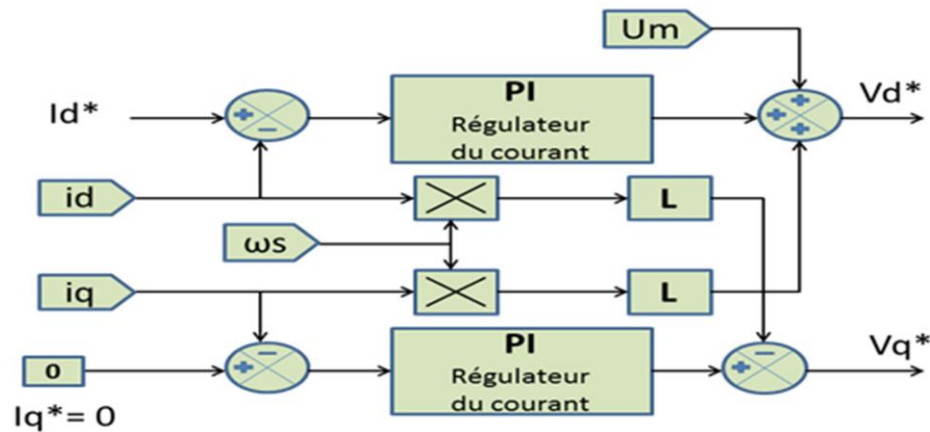 Um
Id*
+
−
PI
Régulateur
du courant
+
+
+
Vd*
id
L
ωs
iq
L
0
Iq*= 0
−
+
PI
Régulateur
du courant
−
+
Vq*